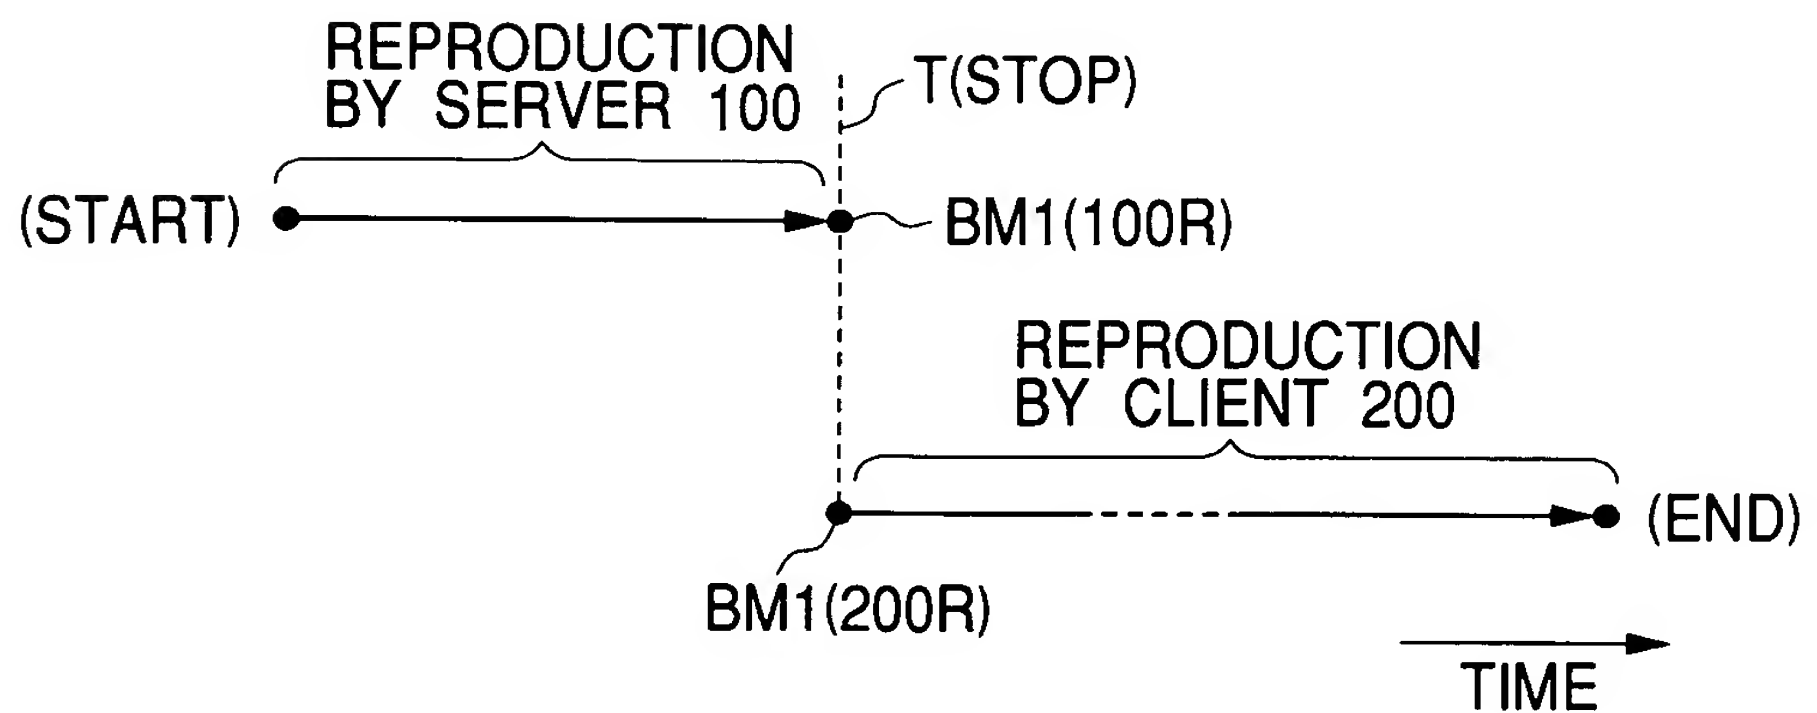 REPRODUCTION
BY SERVER 100
T(STOP)
(START)
BM1(100R)
REPRODUCTION
BY CLIENT 200
(END)
BM1(200R)
TIME